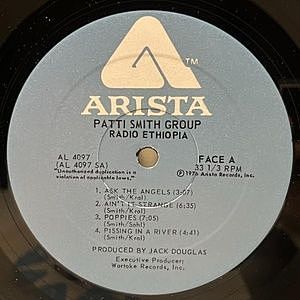 TM
ARISTA
PATTI SMITH GROUP
RADIO ETHIOPIA
AL 4097
(AL 4097 SA)
"Unauthorized duplication is a
violation of applicable laws."
FACE A
33 1/3 RPM
℗ 1976 Arista Records, Inc.
1. ASK THE ANGELS (3:07)
(Smith/Kral)
2. AIN'T IT STRANGE (6:35)
(Smith/Kral)
3. POPPIES (7:05)
(Smith/Sohl)
4. PISSING IN A RIVER (4:41)
(Smith/Kral)
PRODUCED BY JACK DOUGLAS
Executive Producer:
Wartoke Records, Inc.